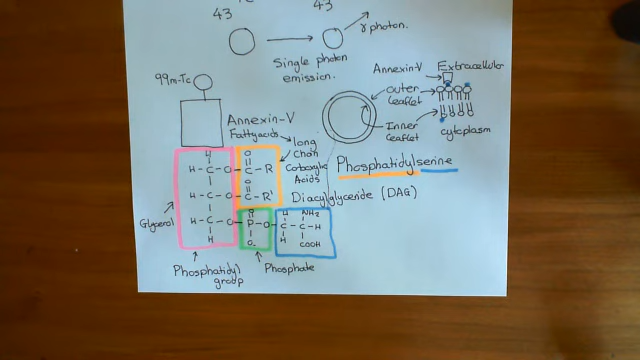 43
43
γ photon.
Single photon
emission.
99m-Tc
Annexin-V
Fatty acids
long
Chain
Carboxylic
Acids
Diacylglyceride (DAG)
Annexin-V
Extracellular
outer
leaflet
Inner
leaflet
cytoplasm
Phosphatidylserine
H
H-C-O-C-R
O
H-C-O-C-R'
O
H-C-O-P-O-C-C-H
H
O
O-
H
H
NH2
COOH
Glycerol
Phosphatidyl
group
Phosphate